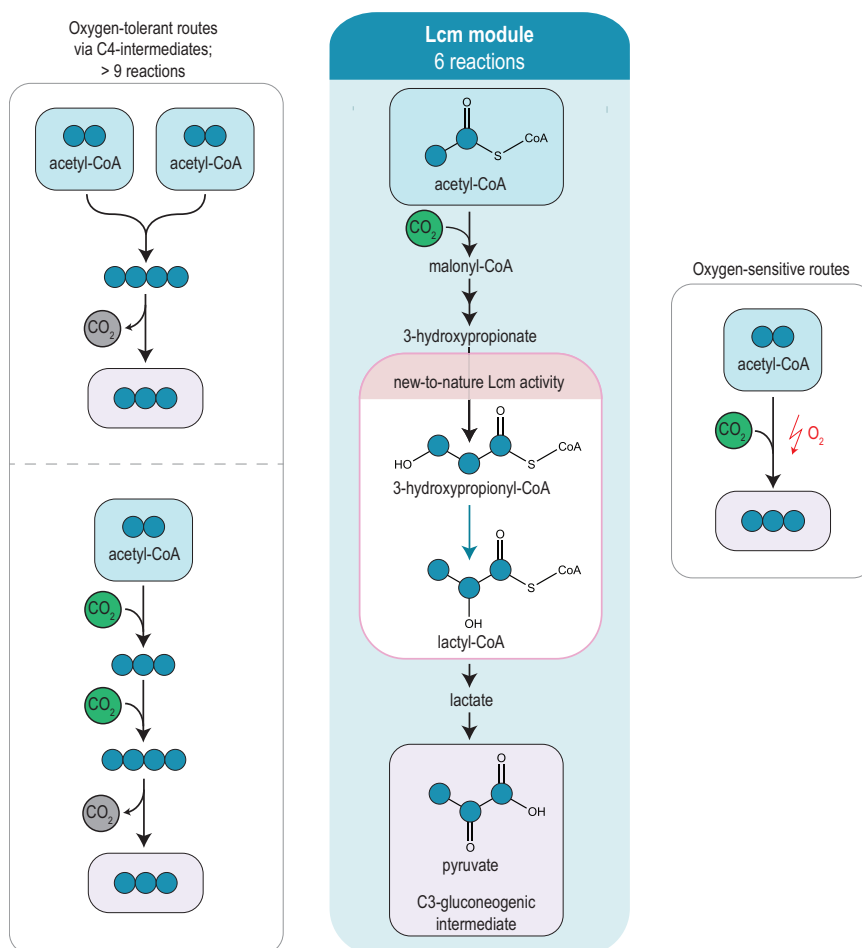 Oxygen-tolerant routes
via C4-intermediates;
> 9 reactions
acetyl-CoA
acetyl-CoA
CO2
acetyl-CoA
CO2
CO2
CO2
Lcm module
6 reactions
O
CoA
S
acetyl-CoA
CO2
malonyl-CoA
3-hydroxypropionate
new-to-nature Lcm activity
O
CoA
HO
S
3-hydroxypropionyl-CoA
O
CoA
S
OH
lactyl-CoA
lactate
O
OH
O
pyruvate
C3-gluconeogenic
intermediate
Oxygen-sensitive routes
acetyl-CoA
CO2
O2